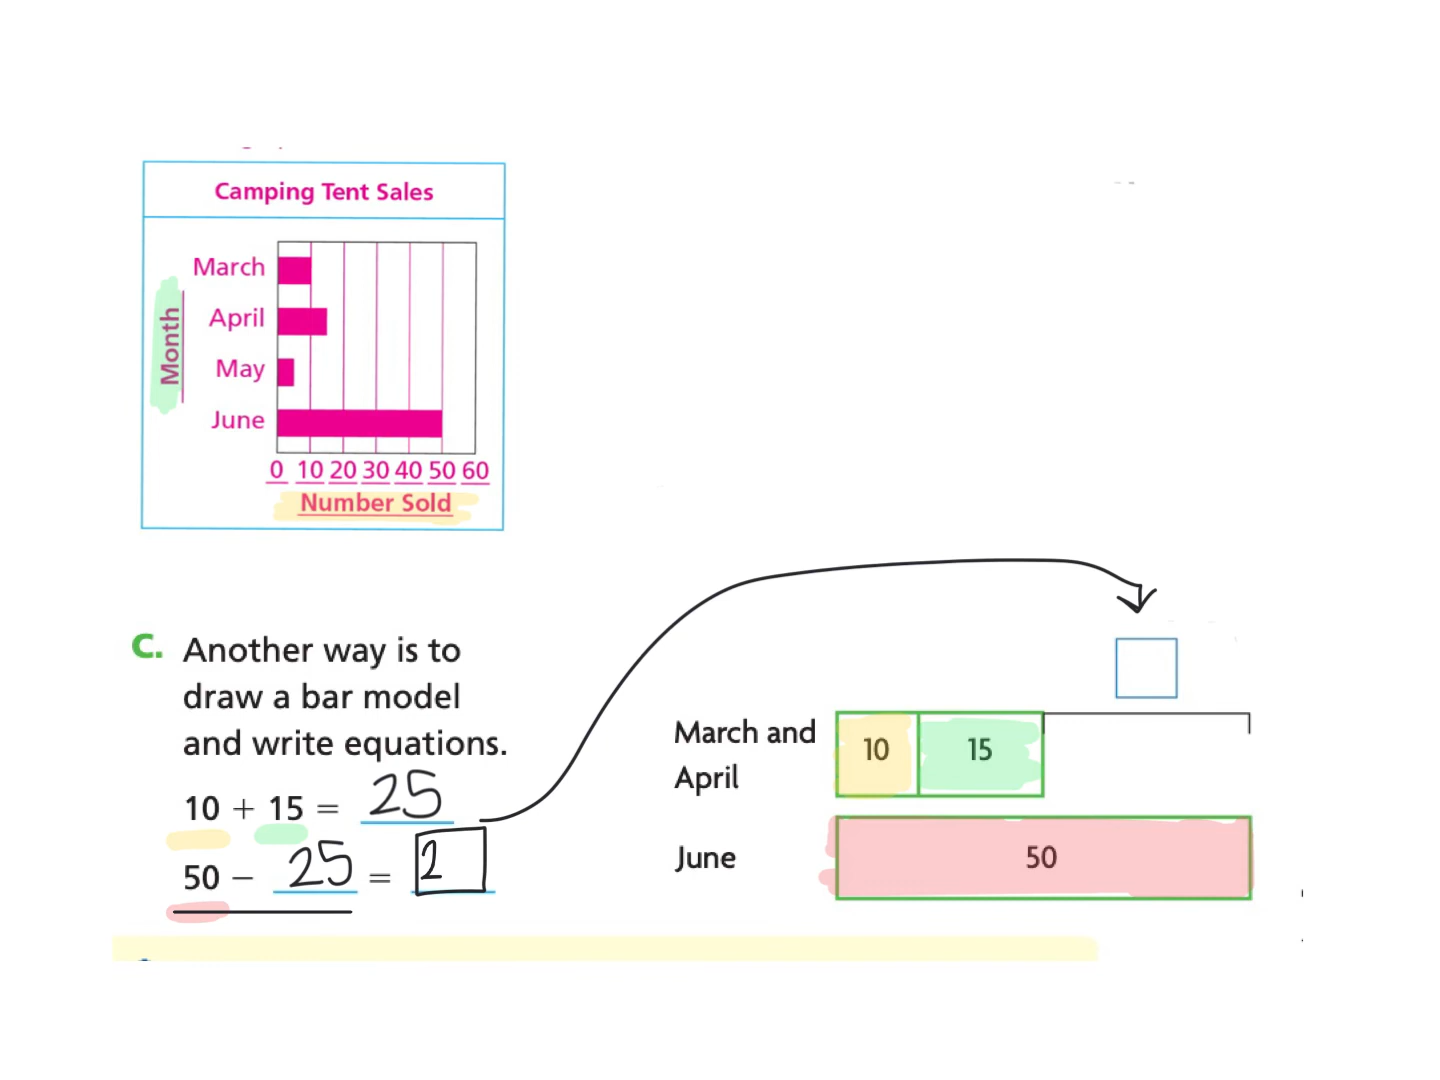 Camping Tent Sales
Month
March
April
May
June
0 10 20 30 40 50 60
Number Sold
C. Another way is to
draw a bar model
and write equations.
10 + 15 = 25
50 − 25 = 2
March and
April
10 15
June
50